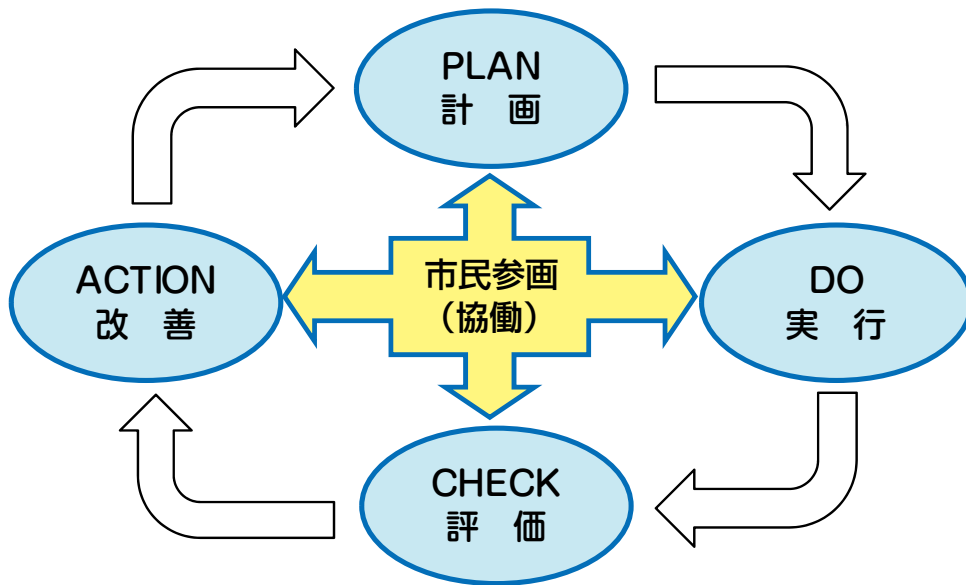 PLAN
計　画
ACTION
改　善
市民参画
（協働）
DO
実　行
CHECK
評　価